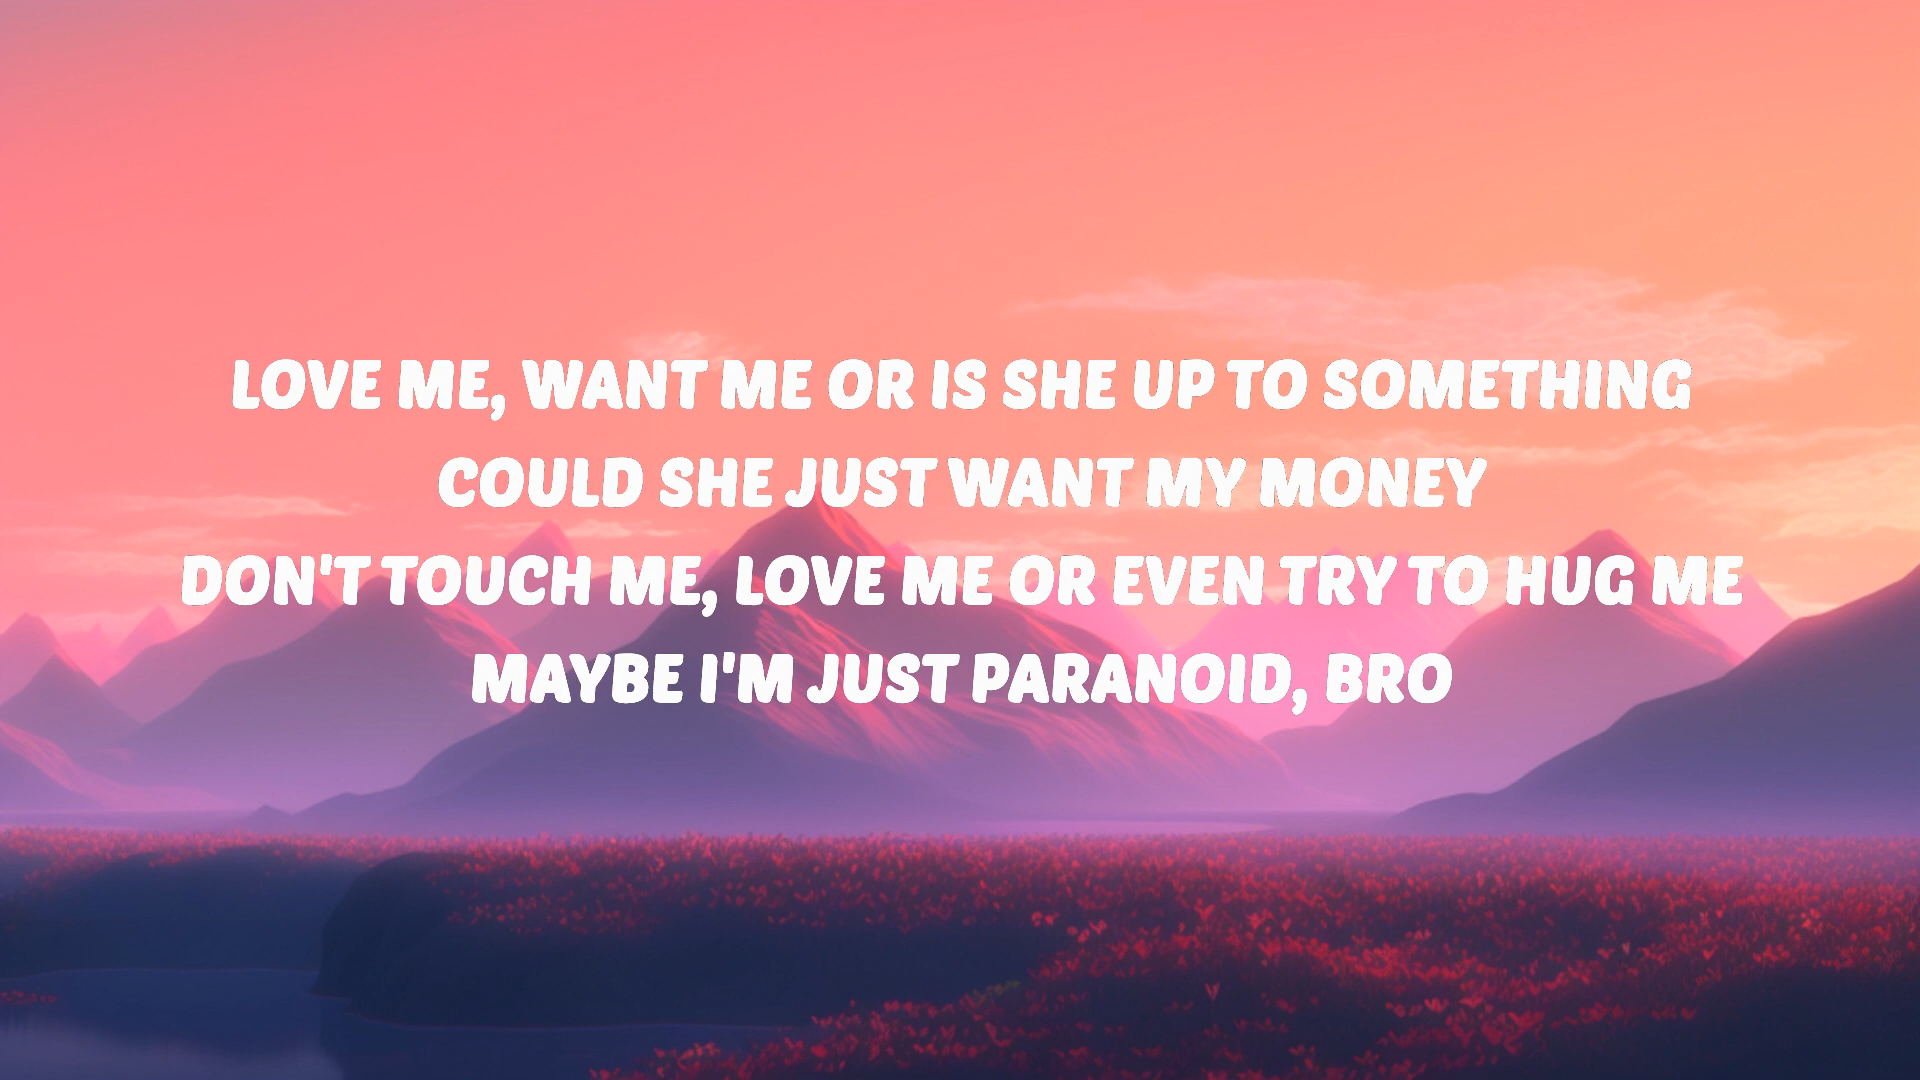 LOVE ME, WANT ME OR IS SHE UP TO SOMETHING
COULD SHE JUST WANT MY MONEY
DON'T TOUCH ME, LOVE ME OR EVEN TRY TO HUG ME
MAYBE I'M JUST PARANOID, BRO